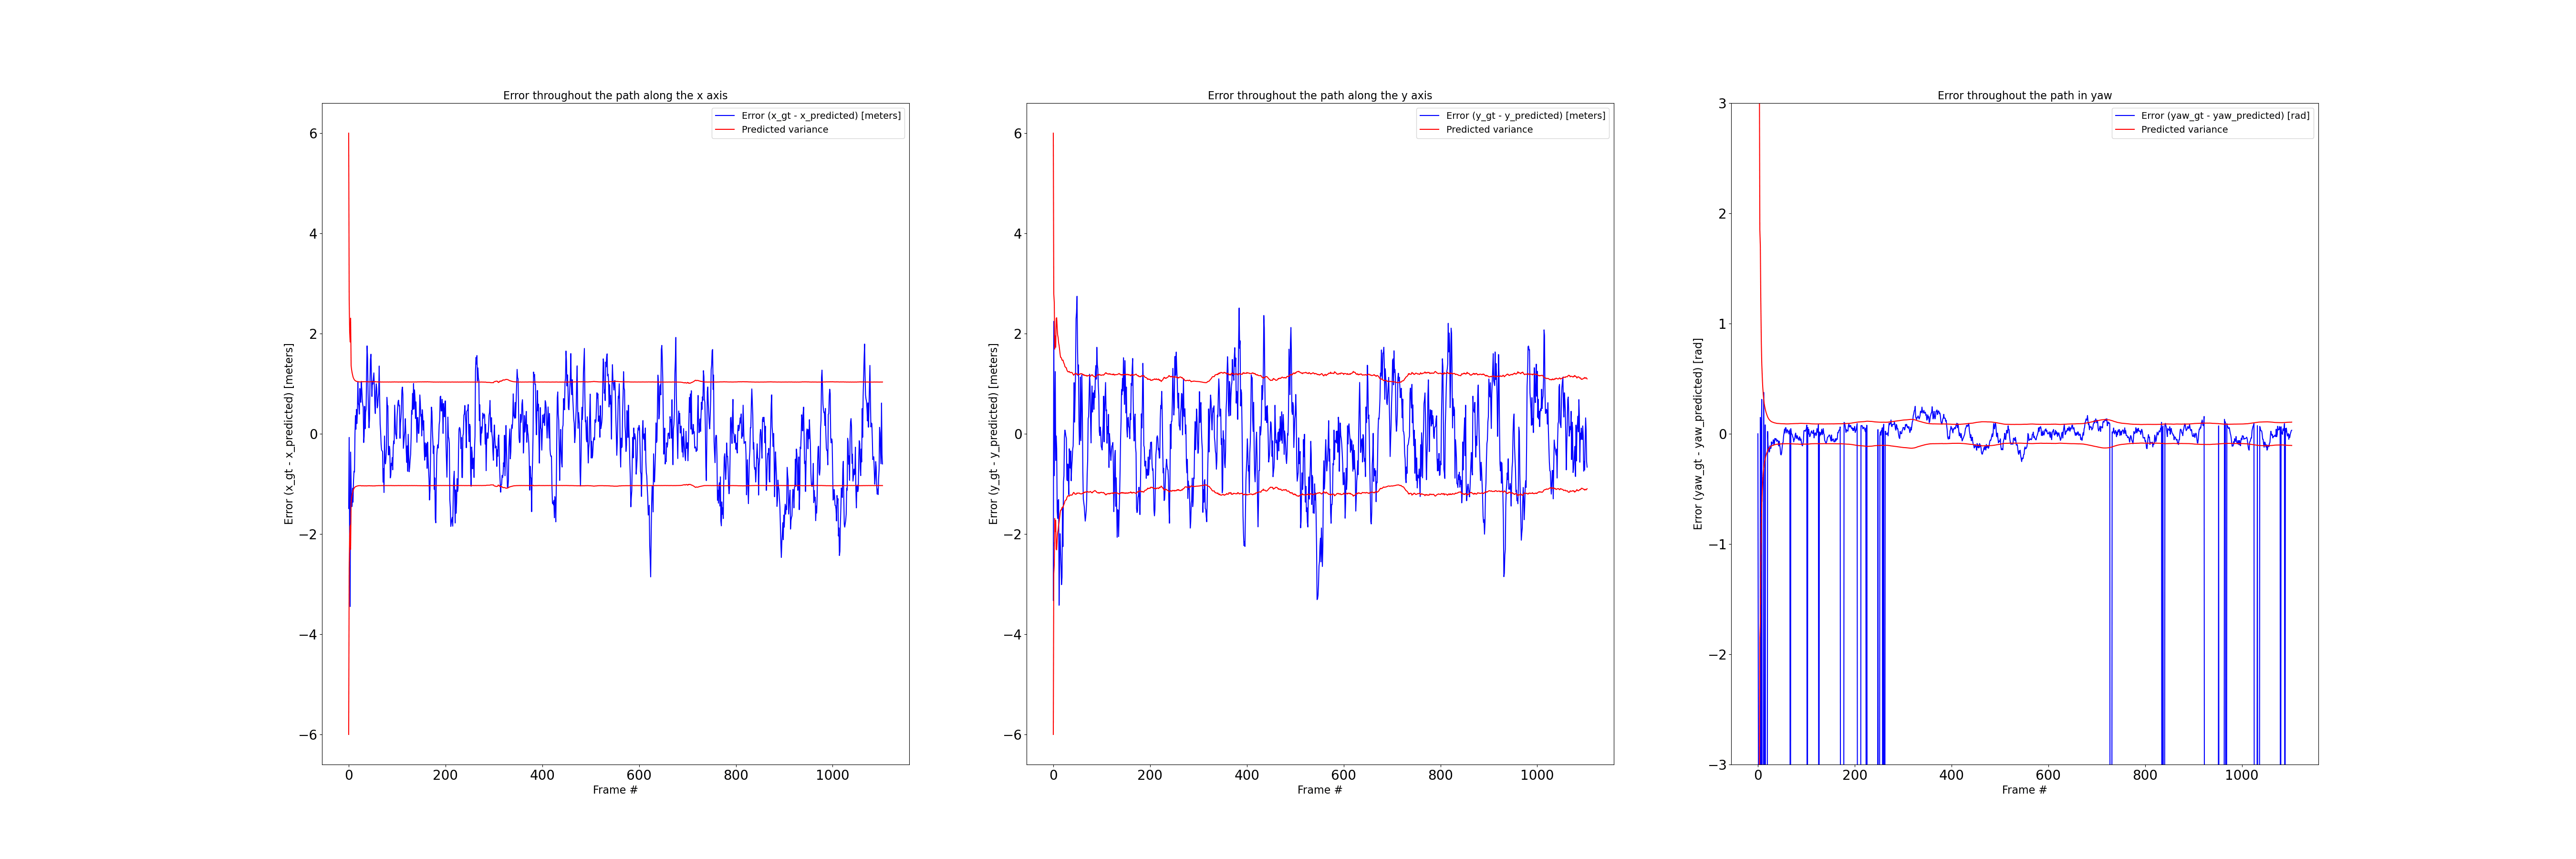 Error throughout the path along the x axis
Error (x_gt - x_predicted) [meters]
Predicted variance
Error (x_gt - x_predicted) [meters]
6
4
2
0
−2
−4
−6
0 200 400 600 800 1000
Frame #
Error throughout the path along the y axis
Error (y_gt - y_predicted) [meters]
Predicted variance
Error (y_gt - y_predicted) [meters]
6
4
2
0
−2
−4
−6
0 200 400 600 800 1000
Frame #
Error throughout the path in yaw
Error (yaw_gt - yaw_predicted) [rad]
Predicted variance
Error (yaw_gt - yaw_predicted) [rad]
3
2
1
0
−1
−2
−3
0 200 400 600 800 1000
Frame #